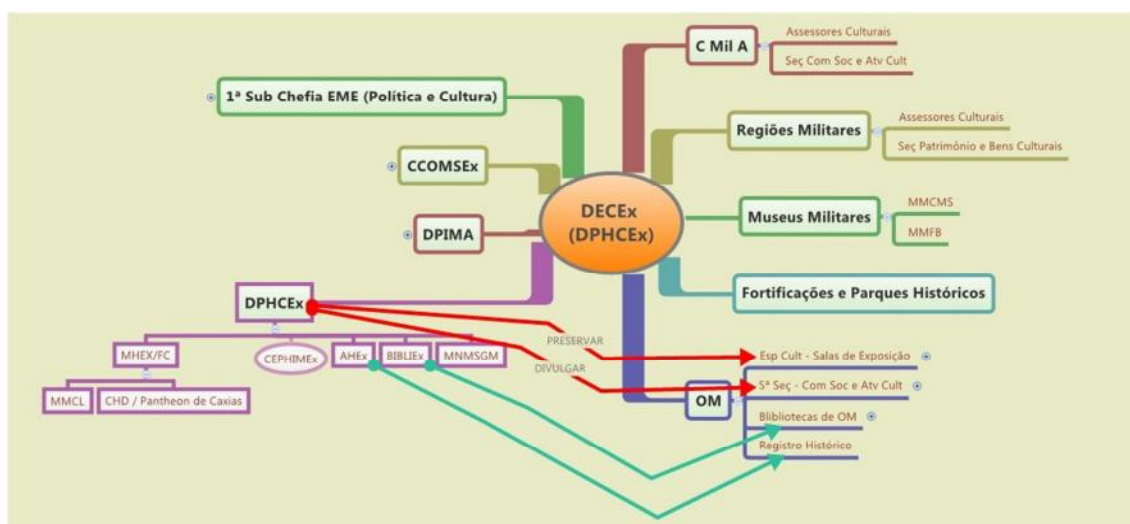 C Mil A
Assessores Culturais
Seç Com Soc e Atv Cult
1ª Sub Chefia EME (Política e Cultura)
Regiões Militares
Assessores Culturais
Seç Patrimônio e Bens Culturais
CCOMSEx
DECEx
(DPHCEx)
Museus Militares
MMCMS
MMFB
DPIMA
Fortificações e Parques Históricos
DPHCEx
PRESERVAR
DIVULGAR
MHEX/FC
CEPHIMEx
AHEx
BIBLIEx
MNMSGM
MMCL
CHD / Pantheon de Caxias
OM
Esp Cult - Salas de Exposição
5ª Seç - Com Soc e Atv Cult
Blibliotecas de OM
Registro Histórico